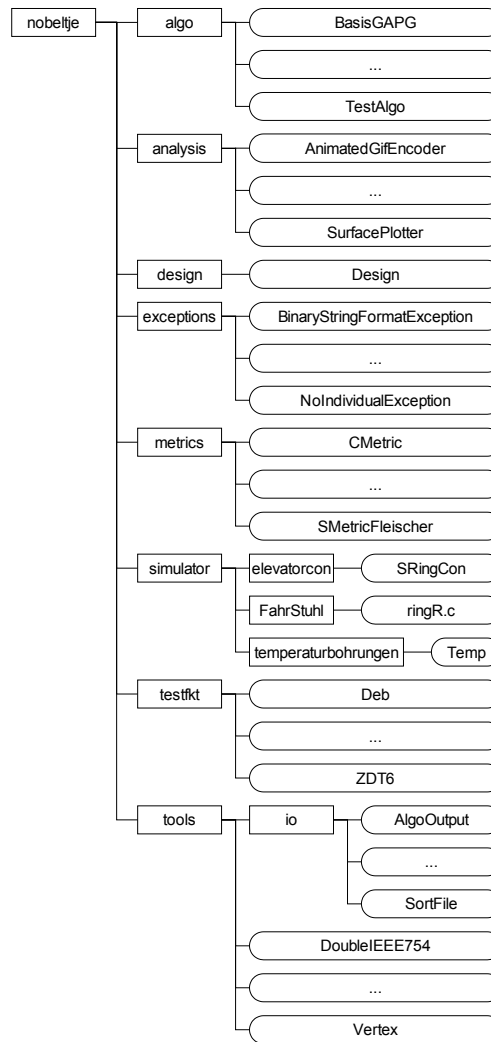 nobeltje
algo
BasisGAPG
...
TestAlgo
analysis
AnimatedGifEncoder
...
SurfacePlotter
design
Design
exceptions
BinaryStringFormatException
...
NoIndividualException
metrics
CMetric
...
SMetricFleischer
simulator
elevatorcon
SRingCon
FahrStuhl
ringR.c
temperaturbohrungen
Temp
testfkt
Deb
...
ZDT6
tools
io
AlgoOutput
...
SortFile
DoubleIEEE754
...
Vertex